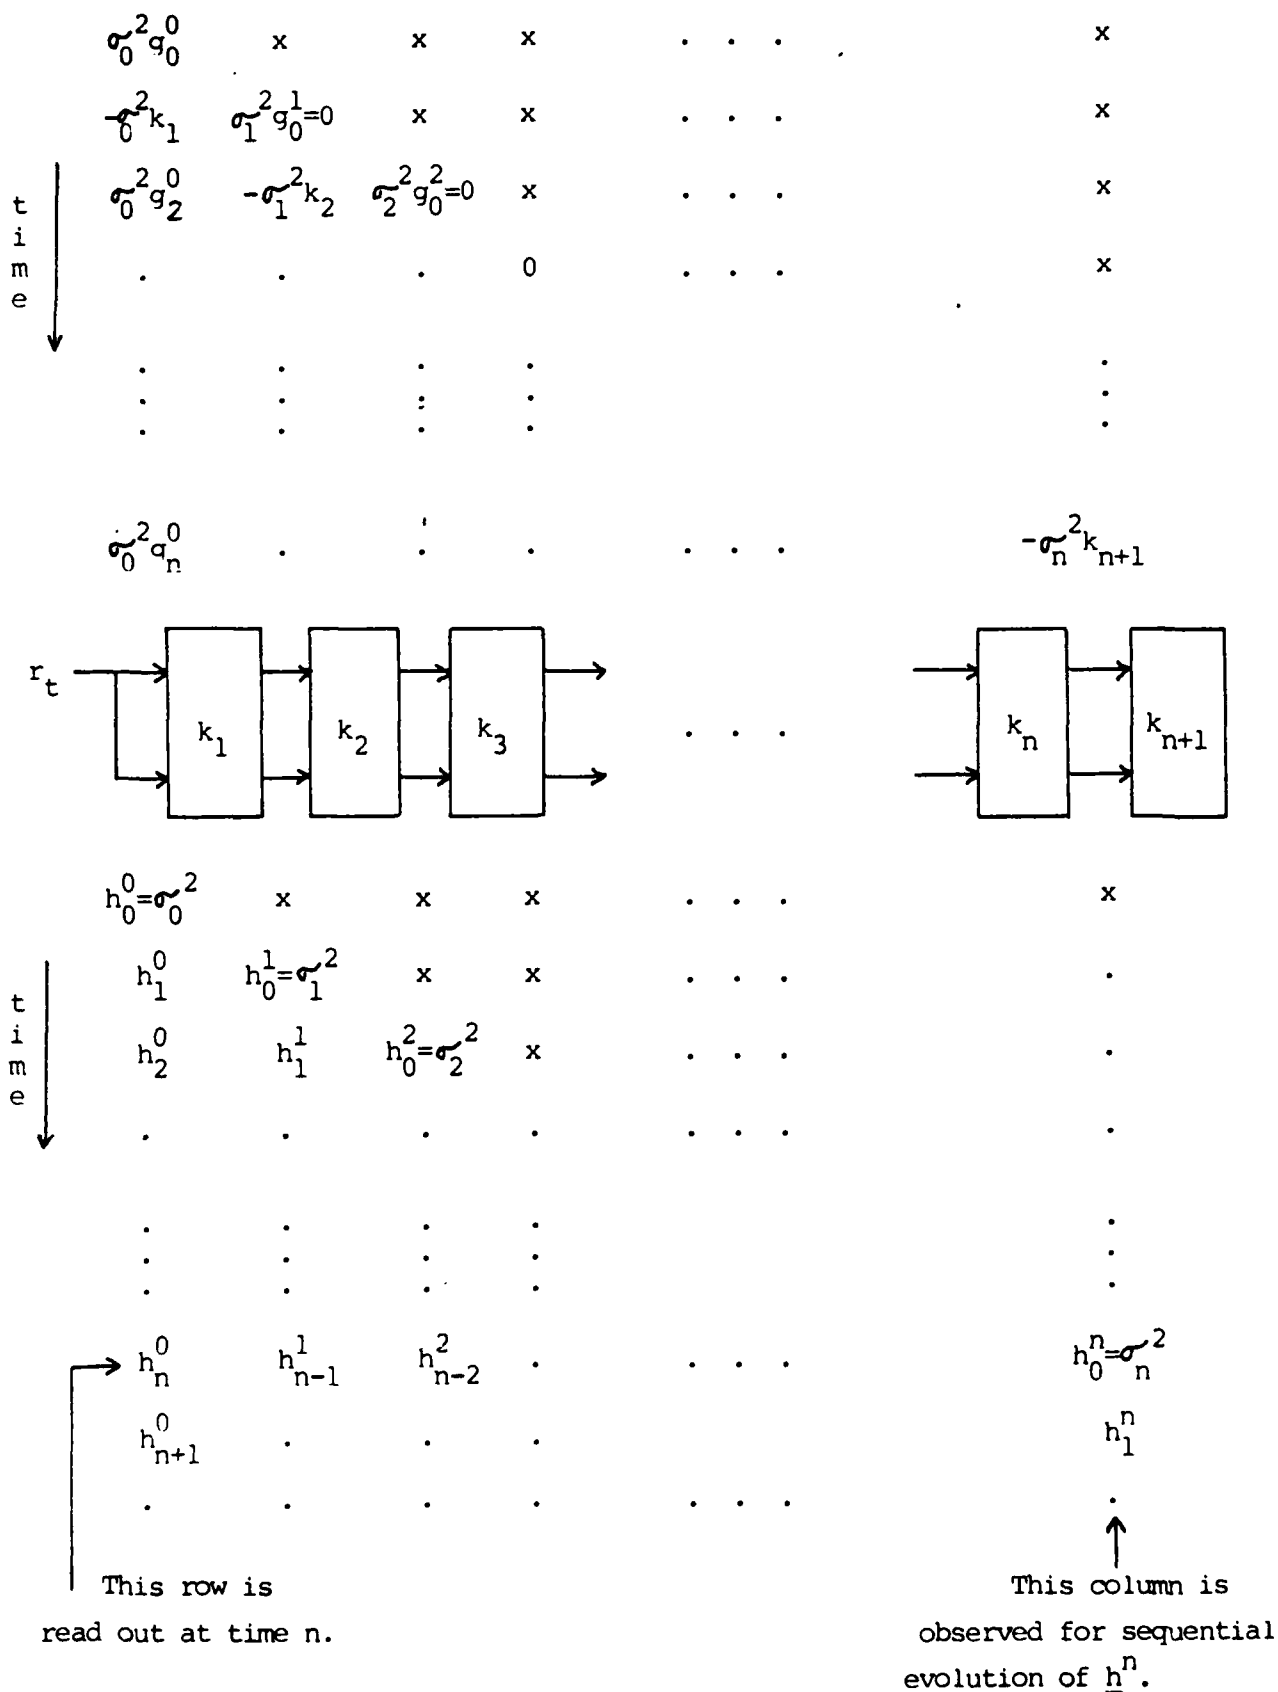 σ₀²g₀⁰ x x x . . . x
-σ₀²k₁ σ₁²g₀¹=0 x x . . . x
σ₀²g₂⁰ -σ₁²k₂ σ₂²g₀²=0 x . . . x
time
. . . 0 . . . x
. . . . .
. . . . .
. . . . .
σ₀²gₙ⁰ . . . . . . -σₙ²kₙ₊₁
rₜ k₁ k₂ k₃ . . . kₙ kₙ₊₁
h₀⁰=σ₀² x x x . . . x
h₁⁰ h₀¹=σ₁² x x . . . .
h₂⁰ h₁¹ h₀²=σ₂² x . . . .
time
. . . . . . . .
. . . . .
. . . . .
. . . . .
hₙ⁰ hₙ₋₁¹ hₙ₋₂² . . . . h₀ⁿ=σₙ²
hₙ₊₁⁰ . . . h₁ⁿ
. . . . . . . .
This row is
read out at time n.
This column is
observed for sequential
evolution of h̲ⁿ.